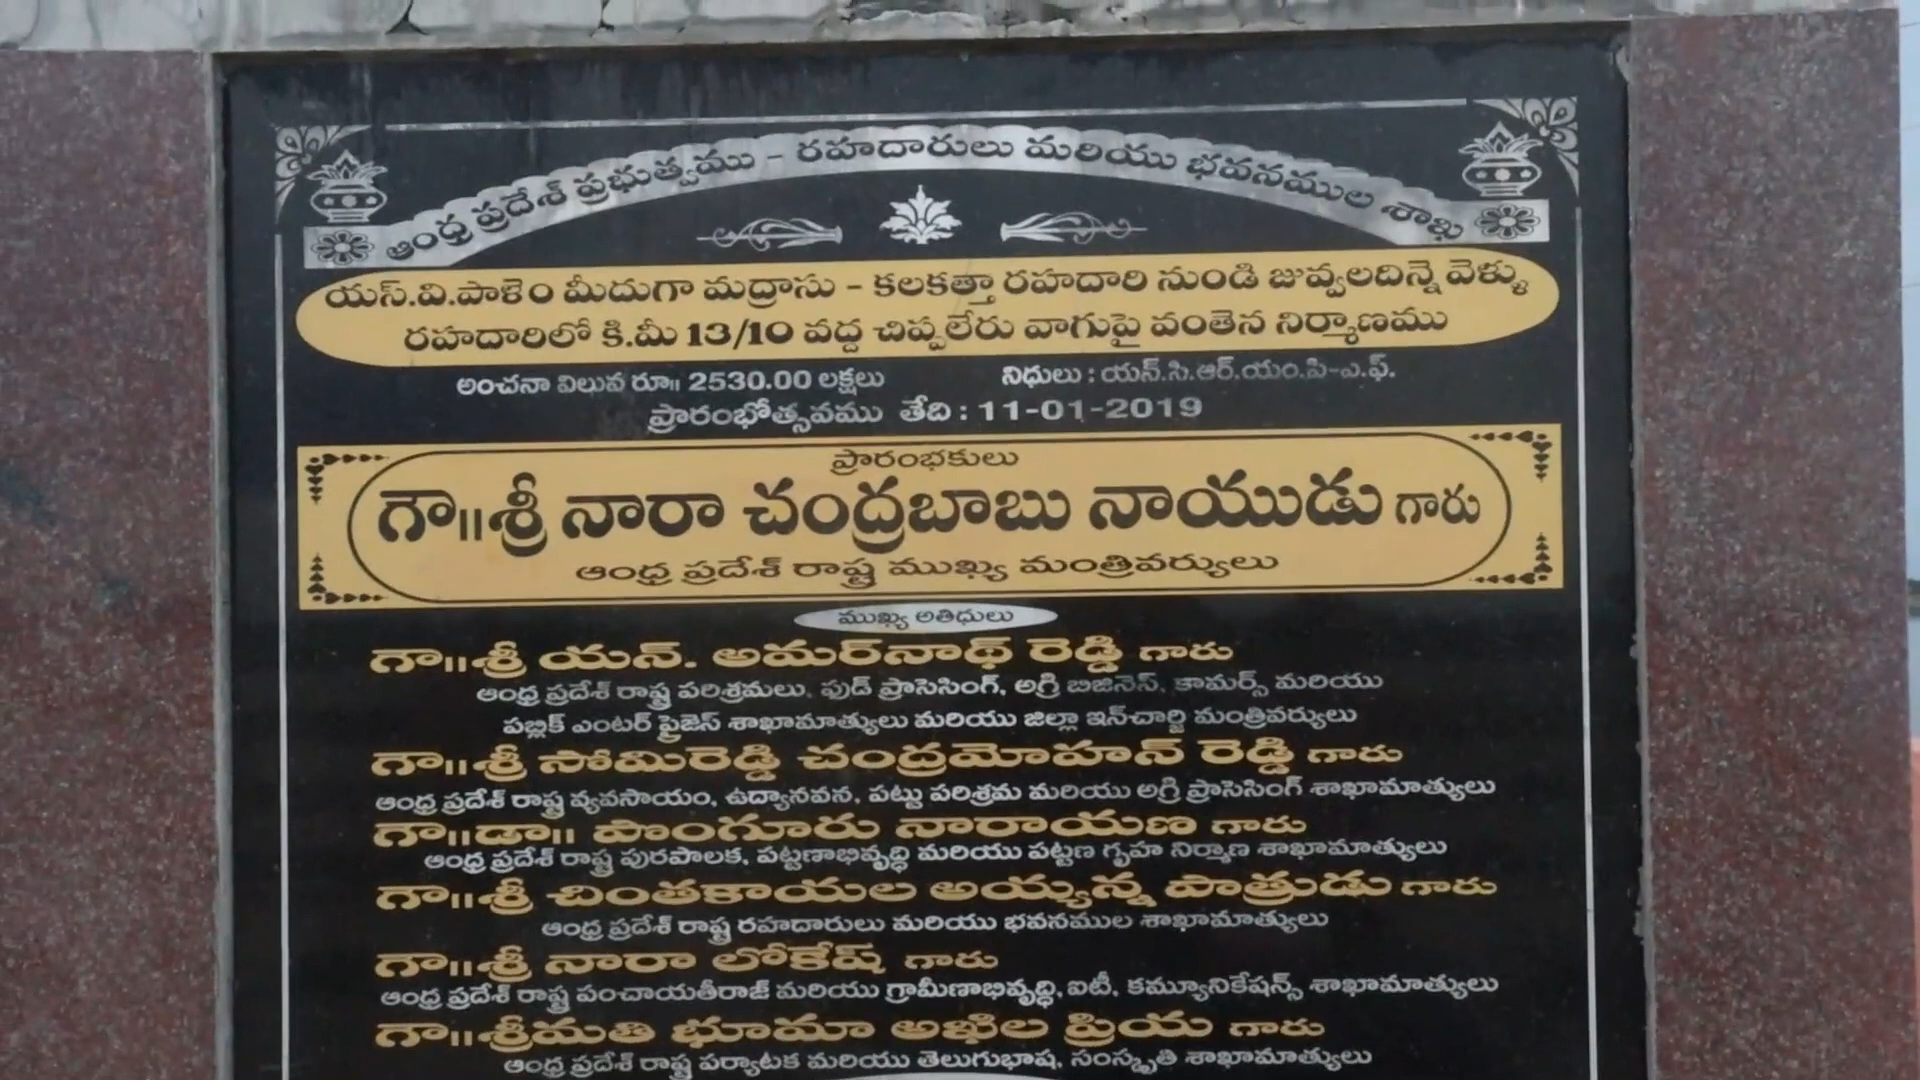 ఆంధ్ర ప్రదేశ్ ప్రభుత్వము - రహదారులు మరియు భవనముల శాఖ
యస్.వి.పాళెం మీదుగా మద్రాసు - కలకత్తా రహదారి నుండి జువ్వలదిన్నె వెళ్ళు
రహదారిలో కి.మీ 13/10 వద్ద చిప్పలేరు వాగుపై వంతెన నిర్మాణము
అంచనా విలువ రూ॥ 2530.00 లక్షలు నిధులు : యన్.సి.ఆర్.యం.పి-ఎ.ఫ్.
ప్రారంభోత్సవము తేది : 11-01-2019
ప్రారంభకులు
గౌ॥శ్రీ నారా చంద్రబాబు నాయుడు గారు
ఆంధ్ర ప్రదేశ్ రాష్ట్ర ముఖ్య మంత్రివర్యులు
ముఖ్య అతిధులు
గౌ॥శ్రీ యన్. అమర్‌నాథ్ రెడ్డి గారు
ఆంధ్ర ప్రదేశ్ రాష్ట్ర పరిశ్రమలు, ఫుడ్ ప్రాసెసింగ్, అగ్రి బిజినెస్, కామర్స్ మరియు
పబ్లిక్ ఎంటర్ ప్రైజెస్ శాఖామాత్యులు మరియు జిల్లా ఇన్‌చార్జి మంత్రివర్యులు
గౌ॥శ్రీ సోమిరెడ్డి చంద్రమోహన్ రెడ్డి గారు
ఆంధ్ర ప్రదేశ్ రాష్ట్ర వ్యవసాయం, ఉద్యానవన, పట్టు పరిశ్రమ మరియు అగ్రి ప్రాసెసింగ్ శాఖామాత్యులు
గౌ॥డా॥ పొంగూరు నారాయణ గారు
ఆంధ్ర ప్రదేశ్ రాష్ట్ర పురపాలక, పట్టణాభివృద్ధి మరియు పట్టణ గృహ నిర్మాణ శాఖామాత్యులు
గౌ॥శ్రీ చింతకాయల అయ్యన్న పాత్రుడు గారు
ఆంధ్ర ప్రదేశ్ రాష్ట్ర రహదారులు మరియు భవనముల శాఖామాత్యులు
గౌ॥శ్రీ నారా లోకేష్ గారు
ఆంధ్ర ప్రదేశ్ రాష్ట్ర పంచాయతీరాజ్ మరియు గ్రామీణాభివృద్ధి, ఐటీ, కమ్యూనికేషన్స్ శాఖామాత్యులు
గౌ॥శ్రీమతి భూమా అఖిల ప్రియ గారు
ఆంధ్ర ప్రదేశ్ రాష్ట్ర పర్యాటక మరియు తెలుగుభాష, సంస్కృతి శాఖామాత్యులు